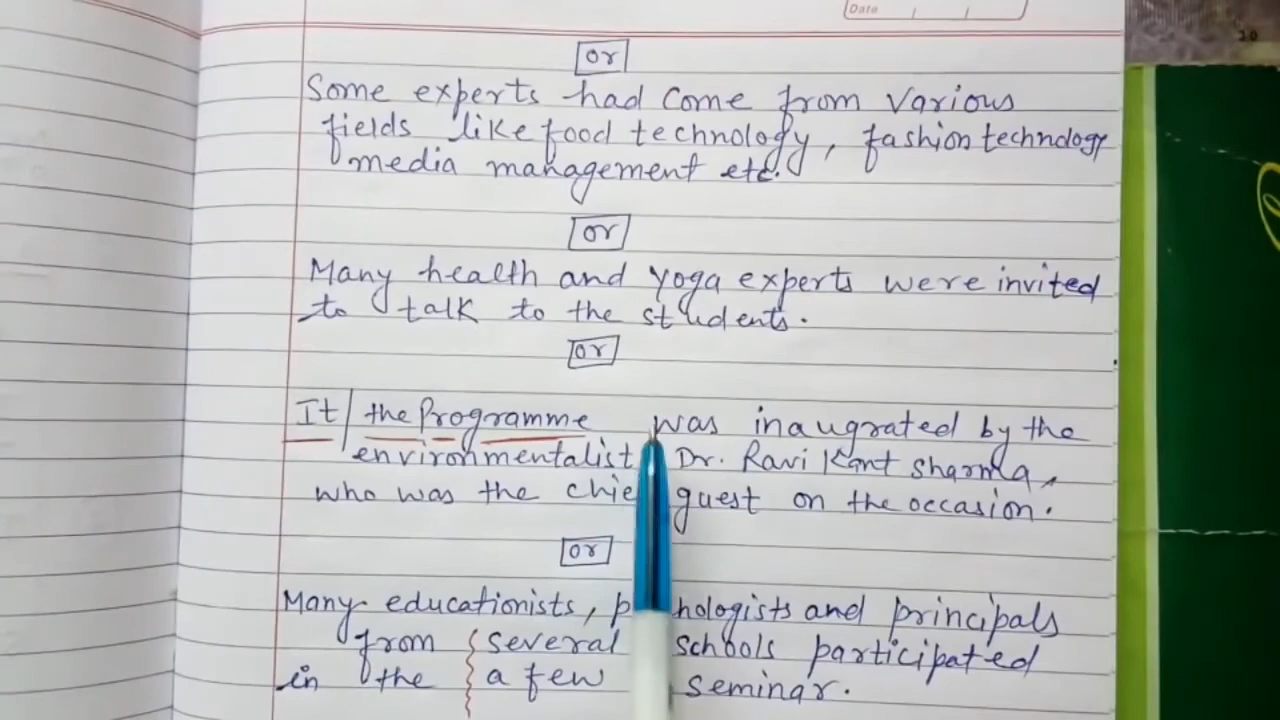 Date
or
Some experts had come from various
fields like food technology, fashion technology
media management etc.
or
Many health and yoga experts were invited
to talk to the students.
or
It / the Programme was inaugrated by the
environmentalist Dr. Ravi Kant Sharma,
who was the guest on the occasion.
or
Many educationists, and principals
from several schools participated
in the a few seminar.